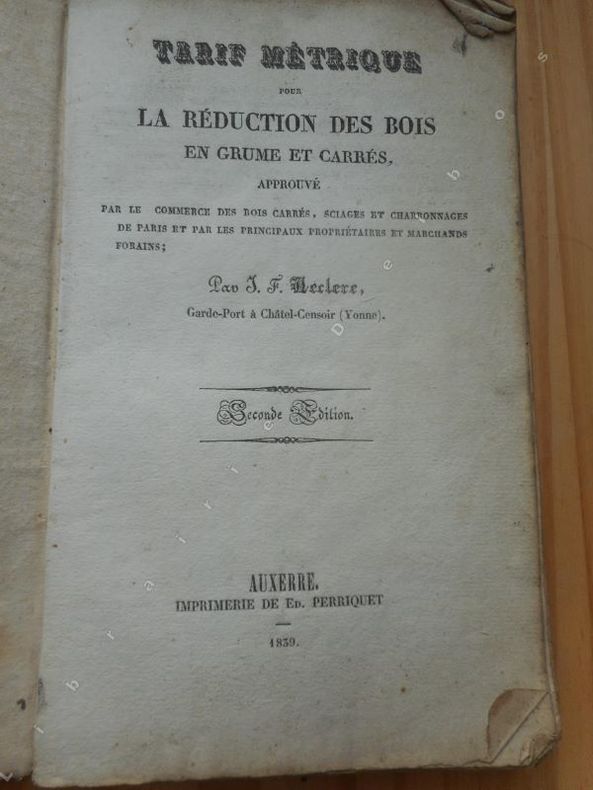 TARIF MÉTRIQUE
POUR
LA RÉDUCTION DES BOIS
EN GRUME ET CARRÉS,
APPROUVÉ
PAR LE COMMERCE DES BOIS CARRÉS, SCIAGES ET CHARBONNAGES
DE PARIS ET PAR LES PRINCIPAUX PROPRIÉTAIRES ET MARCHANDS
FORAINS;
Par J. F. Leclerc,
Garde-Port à Châtel-Censoir (Yonne).
Seconde Edition.
AUXERRE.
IMPRIMERIE DE ED. PERRIQUET
1839.